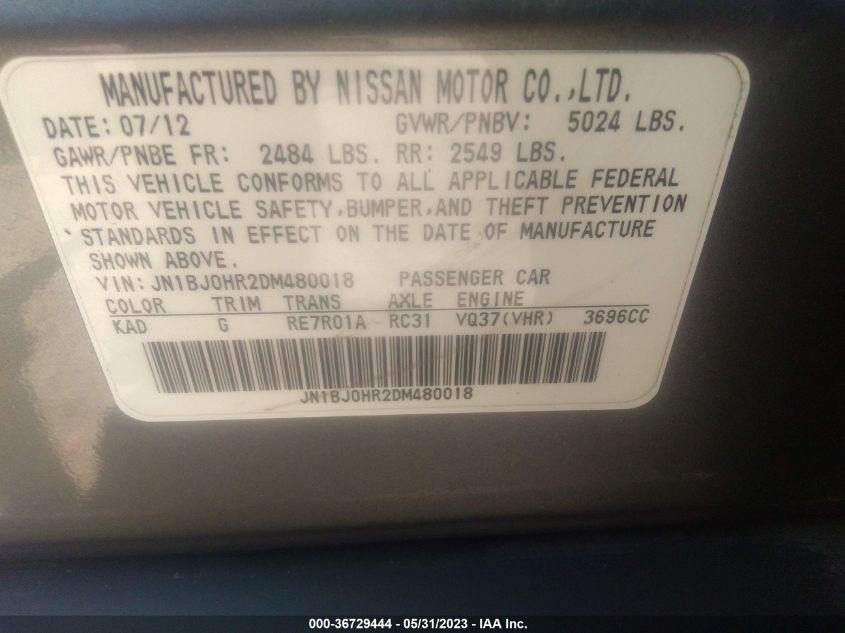 MANUFACTURED BY NISSAN MOTOR CO.,LTD.
DATE: 07/12 GVWR/PNBV: 5024 LBS.
GAWR/PNBE FR: 2484 LBS. RR: 2549 LBS.
THIS VEHICLE CONFORMS TO ALL APPLICABLE FEDERAL
MOTOR VEHICLE SAFETY,BUMPER,AND THEFT PREVENTION
STANDARDS IN EFFECT ON THE DATE OF MANUFACTURE
SHOWN ABOVE.
VIN: JN1BJ0HR2DM480018 PASSENGER CAR
COLOR TRIM TRANS AXLE ENGINE
KAD G RE7R01A RC31 VQ37(VHR) 3696CC
JN1BJ0HR2DM480018
000-36729444 - 05/31/2023 - IAA Inc.